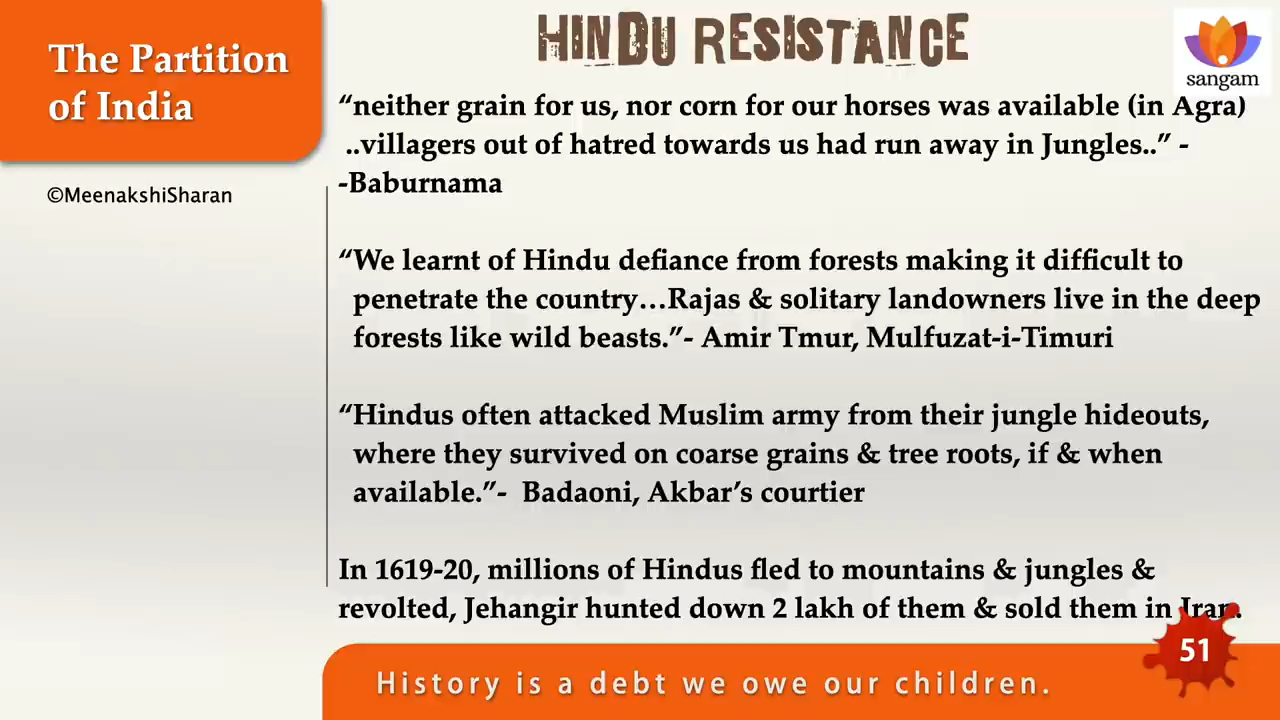 The Partition
of India
©MeenakshiSharan
HINDU RESISTANCE
sangam
“neither grain for us, nor corn for our horses was available (in Agra)
..villagers out of hatred towards us had run away in Jungles..” -
-Baburnama
“We learnt of Hindu defiance from forests making it difficult to
penetrate the country…Rajas & solitary landowners live in the deep
forests like wild beasts.”- Amir Tmur, Mulfuzat-i-Timuri
“Hindus often attacked Muslim army from their jungle hideouts,
where they survived on coarse grains & tree roots, if & when
available.”- Badaoni, Akbar’s courtier
In 1619-20, millions of Hindus fled to mountains & jungles &
revolted, Jehangir hunted down 2 lakh of them & sold them in Iran.
51
History is a debt we owe our children.